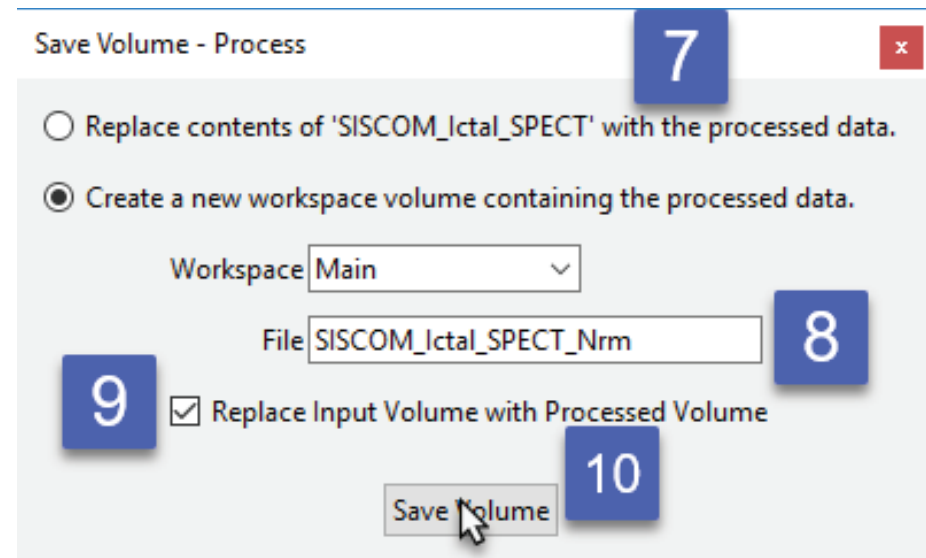 Save Volume - Process
7
x
Replace contents of 'SISCOM_Ictal_SPECT' with the processed data.
Create a new workspace volume containing the processed data.
Workspace Main
File SISCOM_Ictal_SPECT_Nrm
8
9
Replace Input Volume with Processed Volume
10
Save Volume